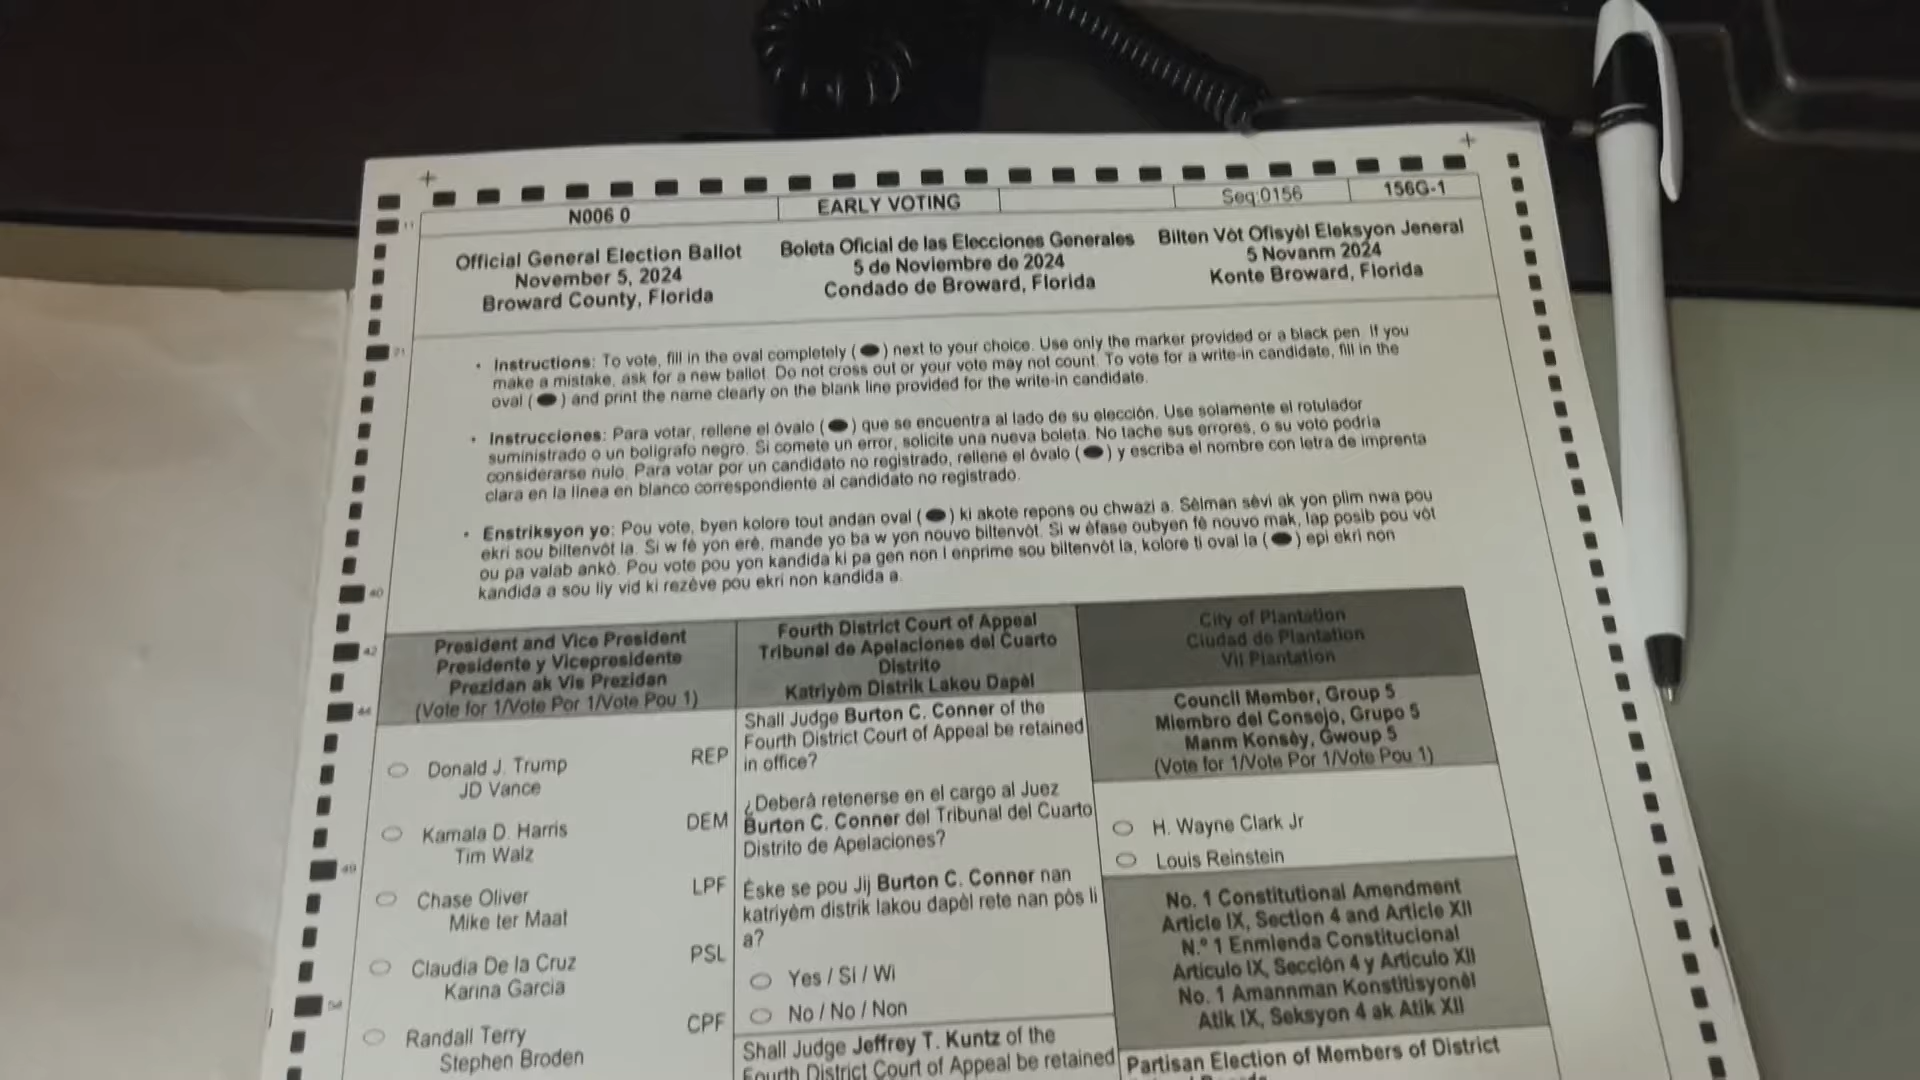 N006 0
EARLY VOTING
Seq:0156
156G-1
11
Official General Election Ballot
November 5, 2024
Broward County, Florida
Boleta Oficial de las Elecciones Generales
5 de Noviembre de 2024
Condado de Broward, Florida
Bilten Vòt Ofisyèl Eleksyon Jeneral
5 Novanm 2024
Konte Broward, Florida
21
• Instructions: To vote, fill in the oval completely ( ) next to your choice. Use only the marker provided or a black pen. If you
make a mistake, ask for a new ballot. Do not cross out or your vote may not count. To vote for a write-in candidate, fill in the
oval ( ) and print the name clearly on the blank line provided for the write-in candidate.
• Instrucciones: Para votar, rellene el óvalo ( ) que se encuentra al lado de su elección. Use solamente el rotulador
suministrado o un bolígrafo negro. Si comete un error, solicite una nueva boleta. No tache sus errores, o su voto podría
considerarse nulo. Para votar por un candidato no registrado, rellene el óvalo ( ) y escriba el nombre con letra de imprenta
clara en la línea en blanco correspondiente al candidato no registrado.
• Enstriksyon yo: Pou vote, byen kolore tout andan oval ( ) ki akote repons ou chwazi a. Sèlman sèvi ak yon plim nwa pou
ekri sou biltenvòt la. Si w fè yon erè, mande yo ba w yon nouvo biltenvòt. Si w efase oubyen fè nouvo mak, lap posib pou vòt
ou pa valab ankò. Pou vote pou yon kandida ki pa gen non l enprime sou biltenvòt la, kolore ti oval la ( ) epi ekri non
kandida a sou liy vid ki rezève pou ekri non kandida a.
40
42
44
49
54
President and Vice President
Presidente y Vicepresidente
Prezidan ak Vis Prezidan
(Vote for 1/Vote Por 1/Vote Pou 1)
Donald J. Trump REP
JD Vance
Kamala D. Harris DEM
Tim Walz
Chase Oliver LPF
Mike ter Maat
Claudia De la Cruz PSL
Karina Garcia
Randall Terry CPF
Stephen Broden
Fourth District Court of Appeal
Tribunal de Apelaciones del Cuarto
Distrito
Katriyèm Distrik Lakou Dapèl
Shall Judge Burton C. Conner of the
Fourth District Court of Appeal be retained
in office?
¿Deberá retenerse en el cargo al Juez
Burton C. Conner del Tribunal del Cuarto
Distrito de Apelaciones?
Èske se pou Jij Burton C. Conner nan
katriyèm distrik lakou dapèl rete nan pòs li
a?
Yes / Sí / Wi
No / No / Non
Shall Judge Jeffrey T. Kuntz of the
Fourth District Court of Appeal be retained
City of Plantation
Ciudad de Plantation
Vil Plantation
Council Member, Group 5
Miembro del Consejo, Grupo 5
Manm Konsèy, Gwoup 5
(Vote for 1/Vote Por 1/Vote Pou 1)
H. Wayne Clark Jr
Louis Reinstein
No. 1 Constitutional Amendment
Article IX, Section 4 and Article XII
N.º 1 Enmienda Constitucional
Artículo IX, Sección 4 y Artículo XII
No. 1 Amannman Konstitisyonèl
Atik IX, Seksyon 4 ak Atik XII
Partisan Election of Members of District